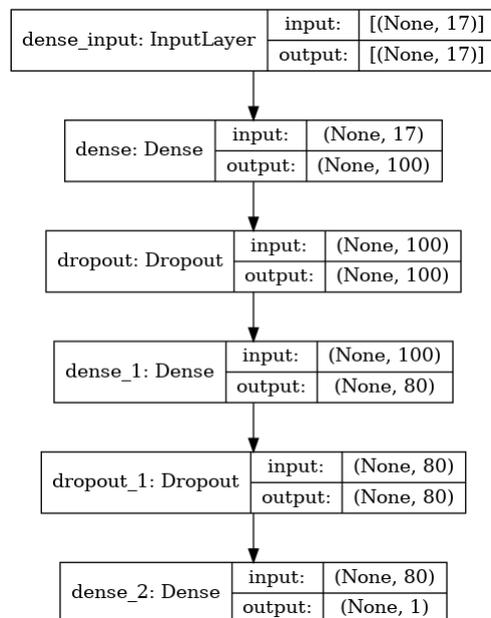 dense_input: InputLayer
input: [(None, 17)]
output: [(None, 17)]
dense: Dense
input: (None, 17)
output: (None, 100)
dropout: Dropout
input: (None, 100)
output: (None, 100)
dense_1: Dense
input: (None, 100)
output: (None, 80)
dropout_1: Dropout
input: (None, 80)
output: (None, 80)
dense_2: Dense
input: (None, 80)
output: (None, 1)